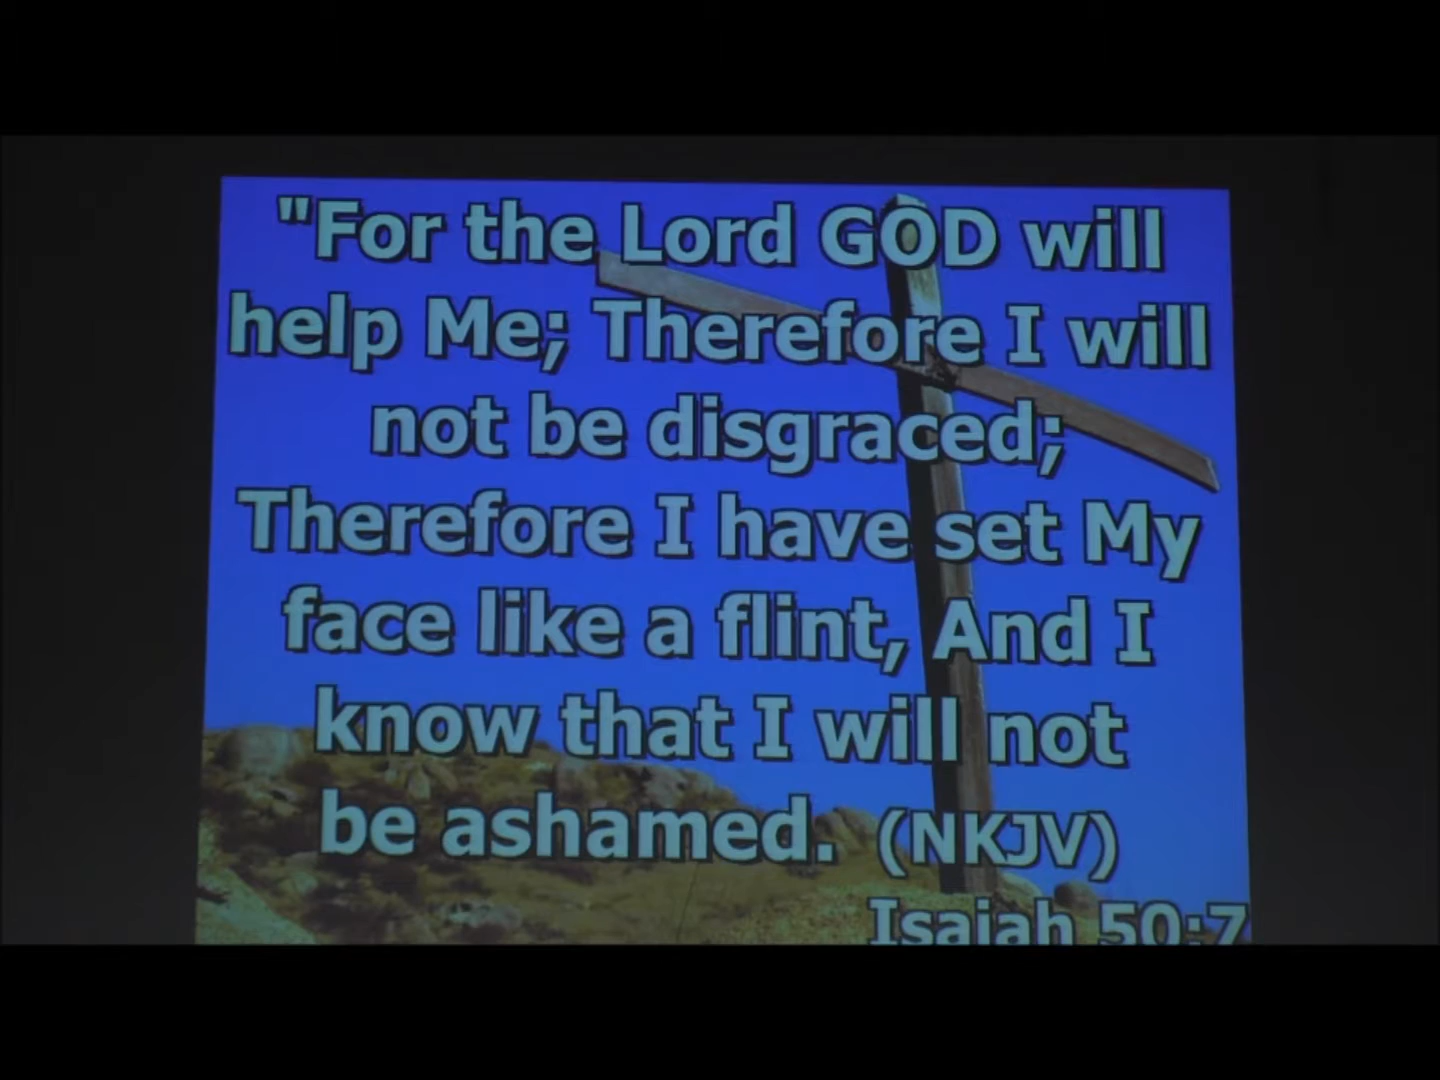 "For the Lord GOD will
help Me; Therefore I will
not be disgraced;
Therefore I have set My
face like a flint, And I
know that I will not
be ashamed. (NKJV)
Isaiah 50:7